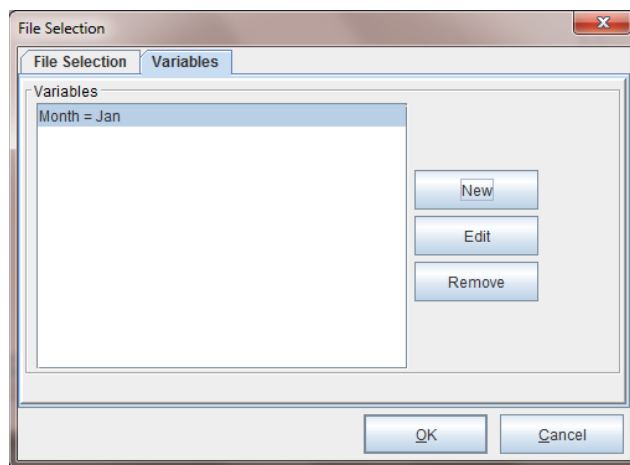 File Selection
File Selection Variables
Variables
Month = Jan
New
Edit
Remove
OK Cancel